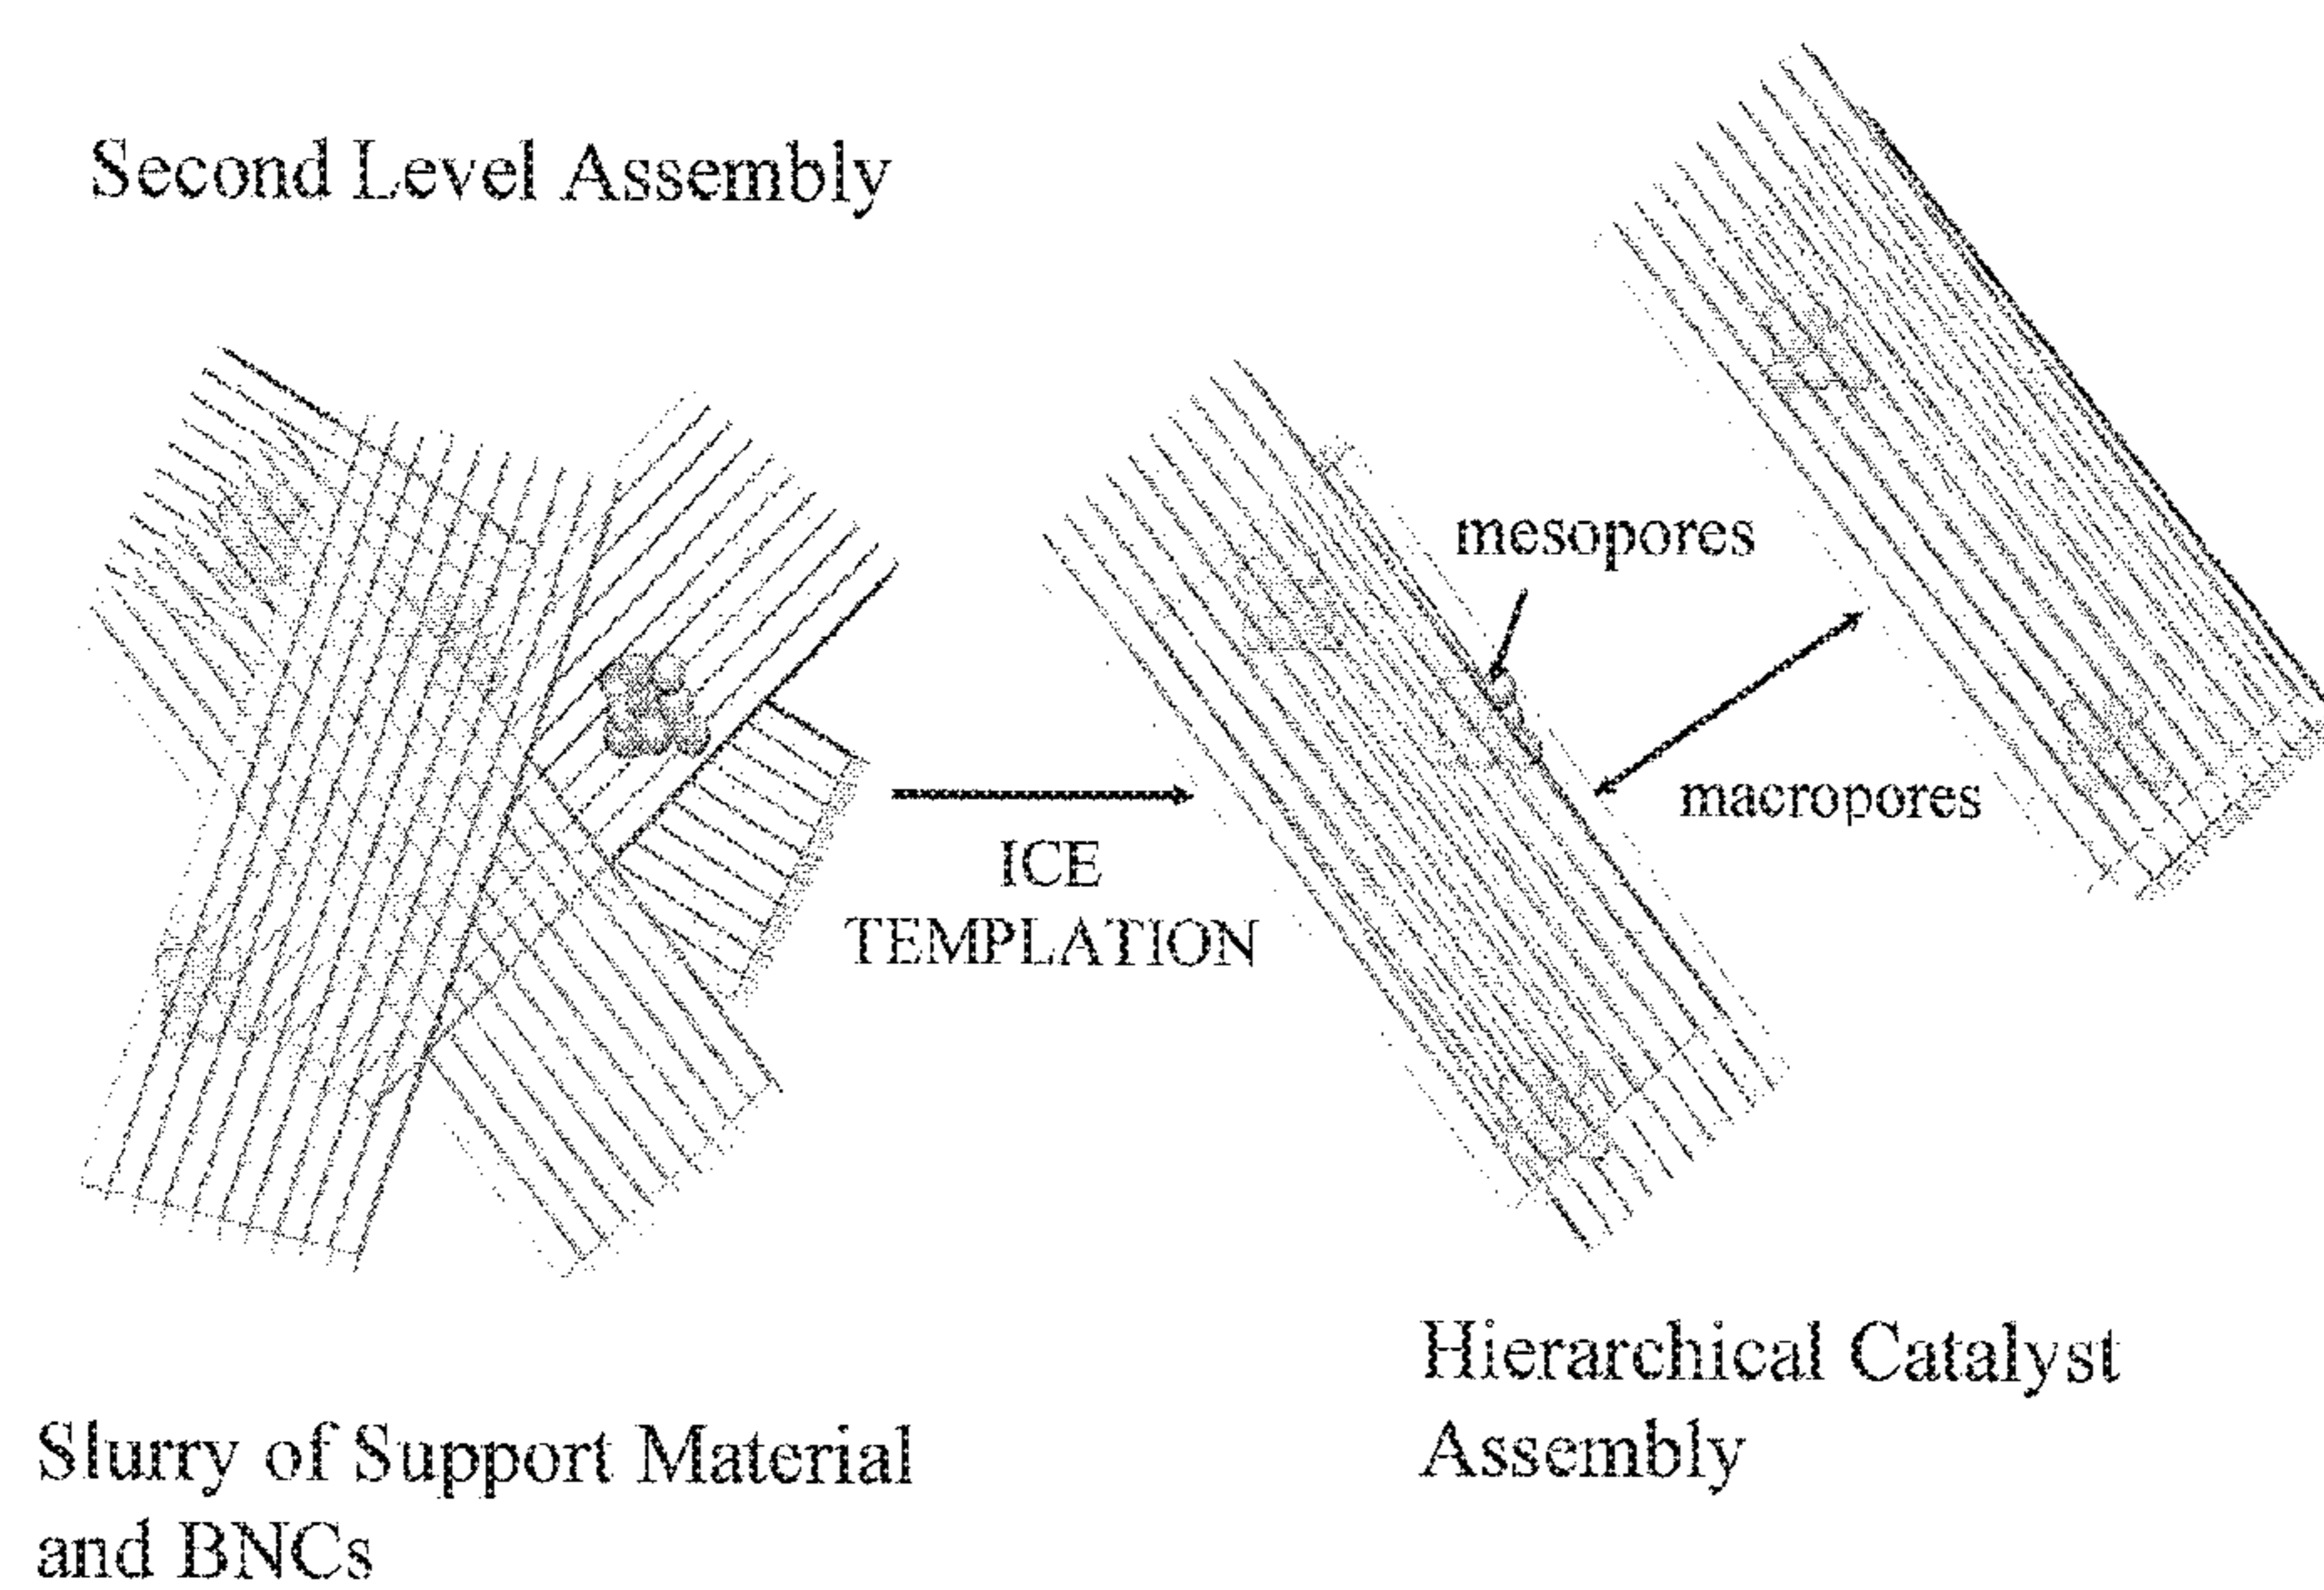 Second Level Assembly
mesopores
macropores
ICE
TEMPLATION
Hierarchical Catalyst
Assembly
Slurry of Support Material
and BNCs